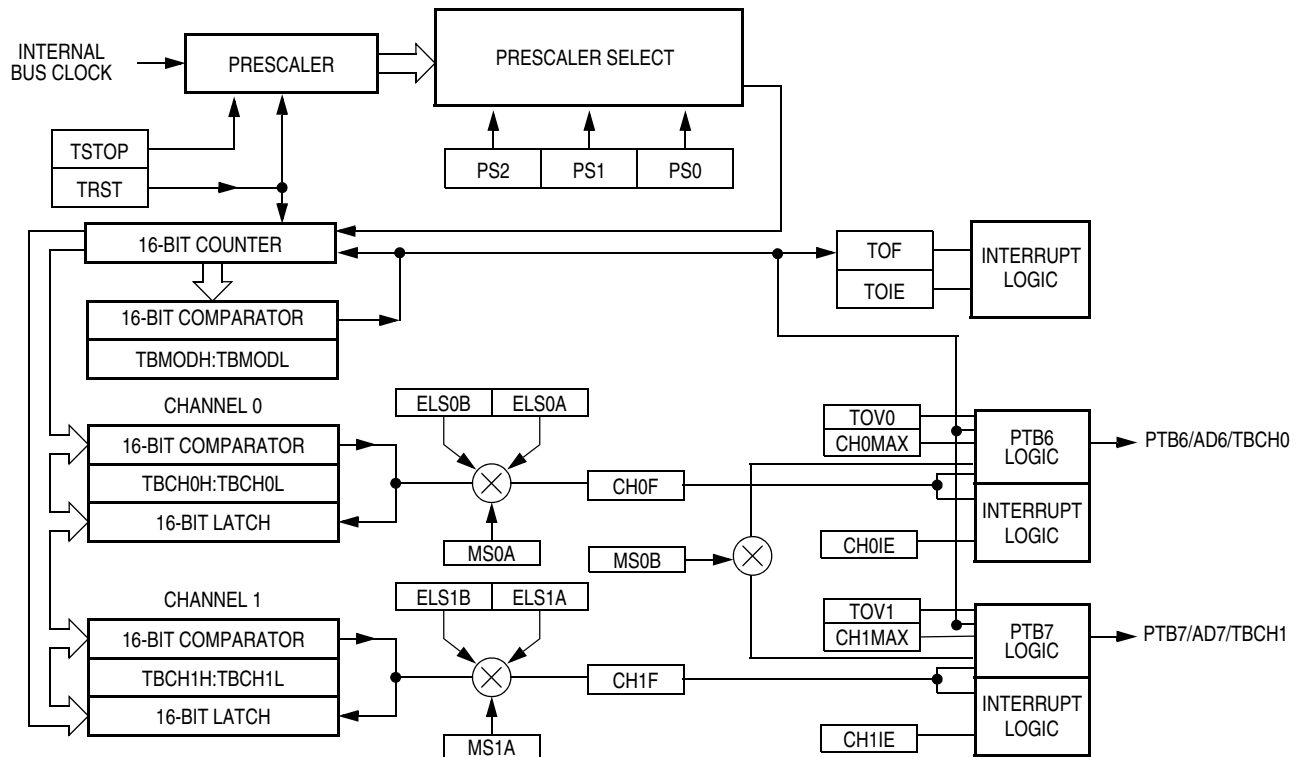 INTERNAL
BUS CLOCK
PRESCALER
PRESCALER SELECT
TSTOP
TRST
PS2
PS1
PS0
16-BIT COUNTER
TOF
TOIE
INTERRUPT
LOGIC
16-BIT COMPARATOR
TBMODH:TBMODL
CHANNEL 0
ELS0B
ELS0A
16-BIT COMPARATOR
TBCH0H:TBCH0L
16-BIT LATCH
MS0A
CH0F
TOV0
CH0MAX
PTB6
LOGIC
PTB6/AD6/TBCH0
INTERRUPT
LOGIC
CH0IE
MS0B
CHANNEL 1
ELS1B
ELS1A
16-BIT COMPARATOR
TBCH1H:TBCH1L
16-BIT LATCH
MS1A
CH1F
TOV1
CH1MAX
PTB7
LOGIC
PTB7/AD7/TBCH1
INTERRUPT
LOGIC
CH1IE